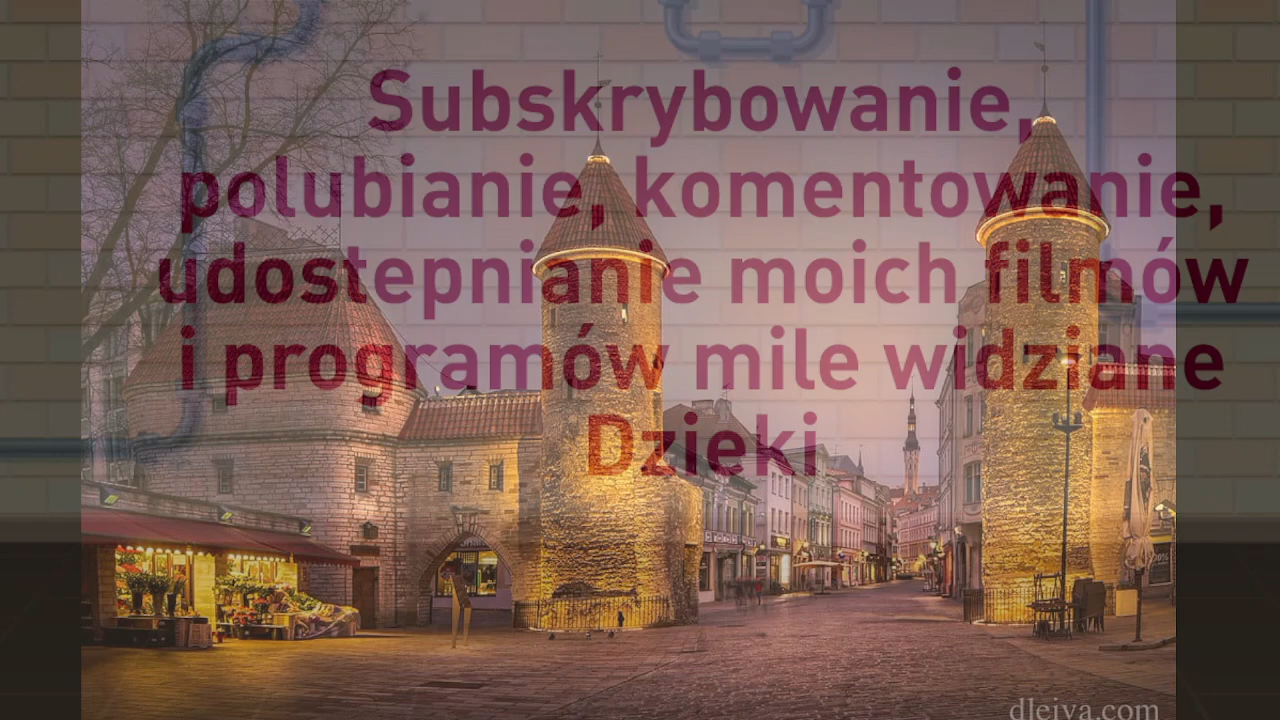 Subskrybowanie,
polubianie, komentowanie,
udostepnianie moich filmów
i programów mile widziane
Dzieki
dleiva.com